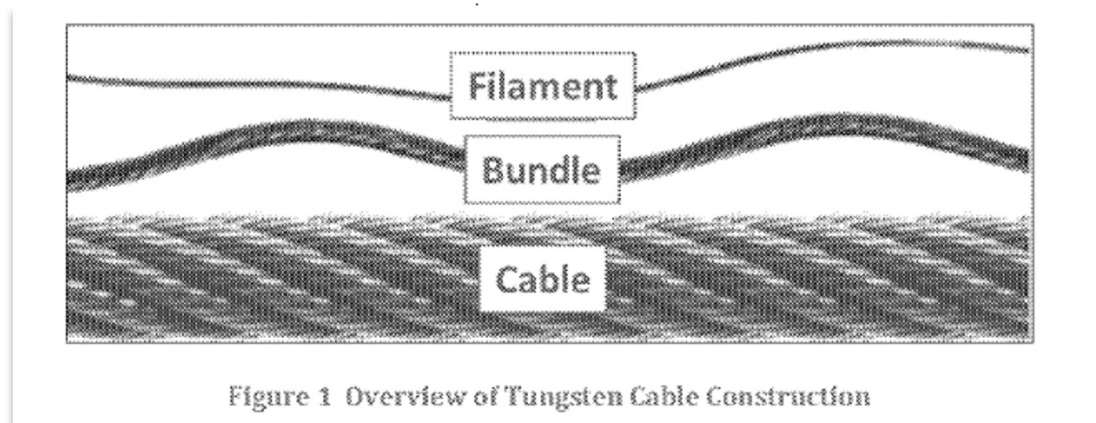 Filament
Bundle
Cable
Figure 1 Overview of Tungsten Cable Construction